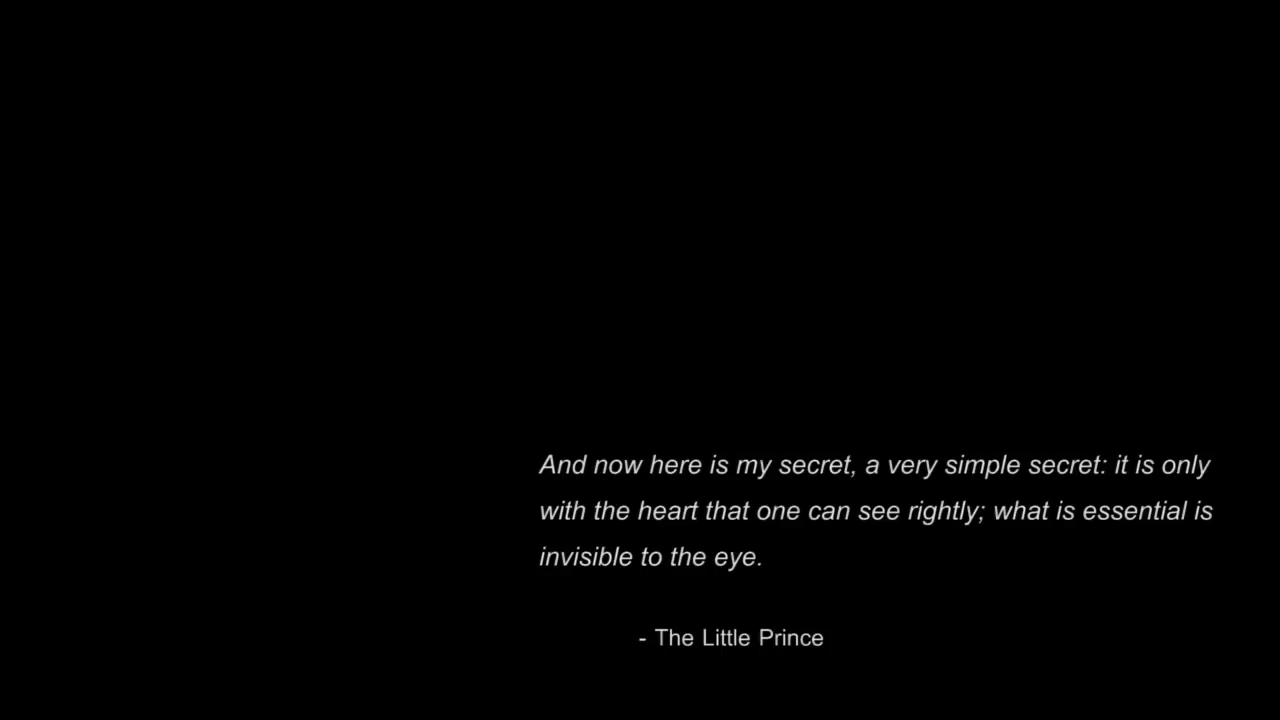 And now here is my secret, a very simple secret: it is only
with the heart that one can see rightly; what is essential is
invisible to the eye.
- The Little Prince